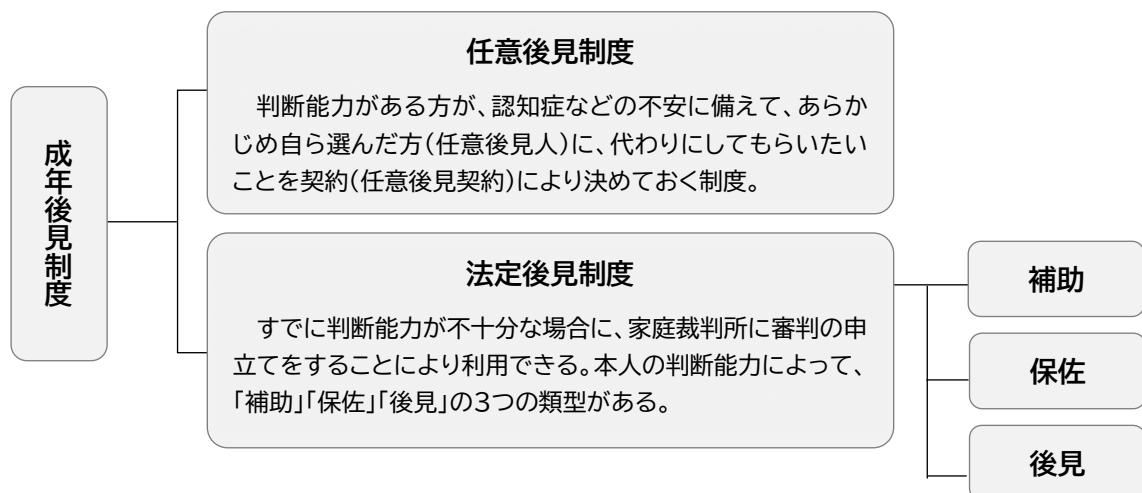 成年後見制度
任意後見制度
判断能力がある方が、認知症などの不安に備えて、あらか
じめ自ら選んだ方(任意後見人)に、代わりにしてもらいたい
ことを契約(任意後見契約)により決めておく制度。
法定後見制度
すでに判断能力が不十分な場合に、家庭裁判所に審判の申
立てをすることにより利用できる。本人の判断能力によって、
「補助」「保佐」「後見」の3つの類型がある。
補助
保佐
後見